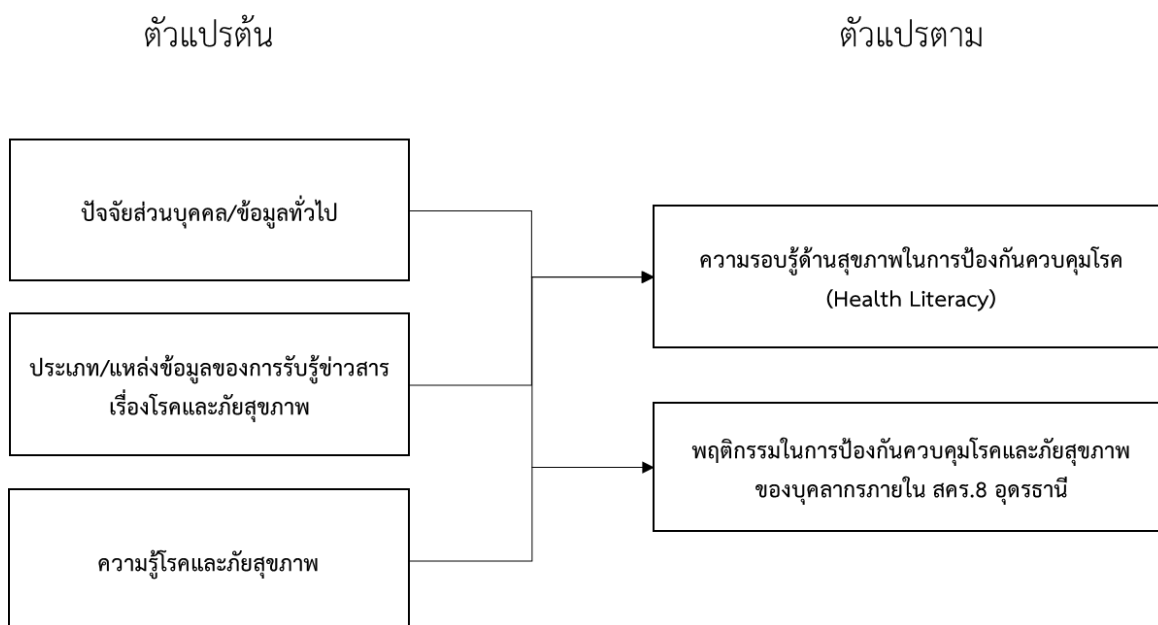 ตัวแปรต้น
ตัวแปรตาม
ปัจจัยส่วนบุคคล/ข้อมูลทั่วไป
ประเภท/แหล่งข้อมูลของการรับรู้ข่าวสาร
เรื่องโรคและภัยสุขภาพ
ความรู้โรคและภัยสุขภาพ
ความรอบรู้ด้านสุขภาพในการป้องกันควบคุมโรค
(Health Literacy)
พฤติกรรมในการป้องกันควบคุมโรคและภัยสุขภาพ
ของบุคลากรภายใน สคร.8 อุดรธานี